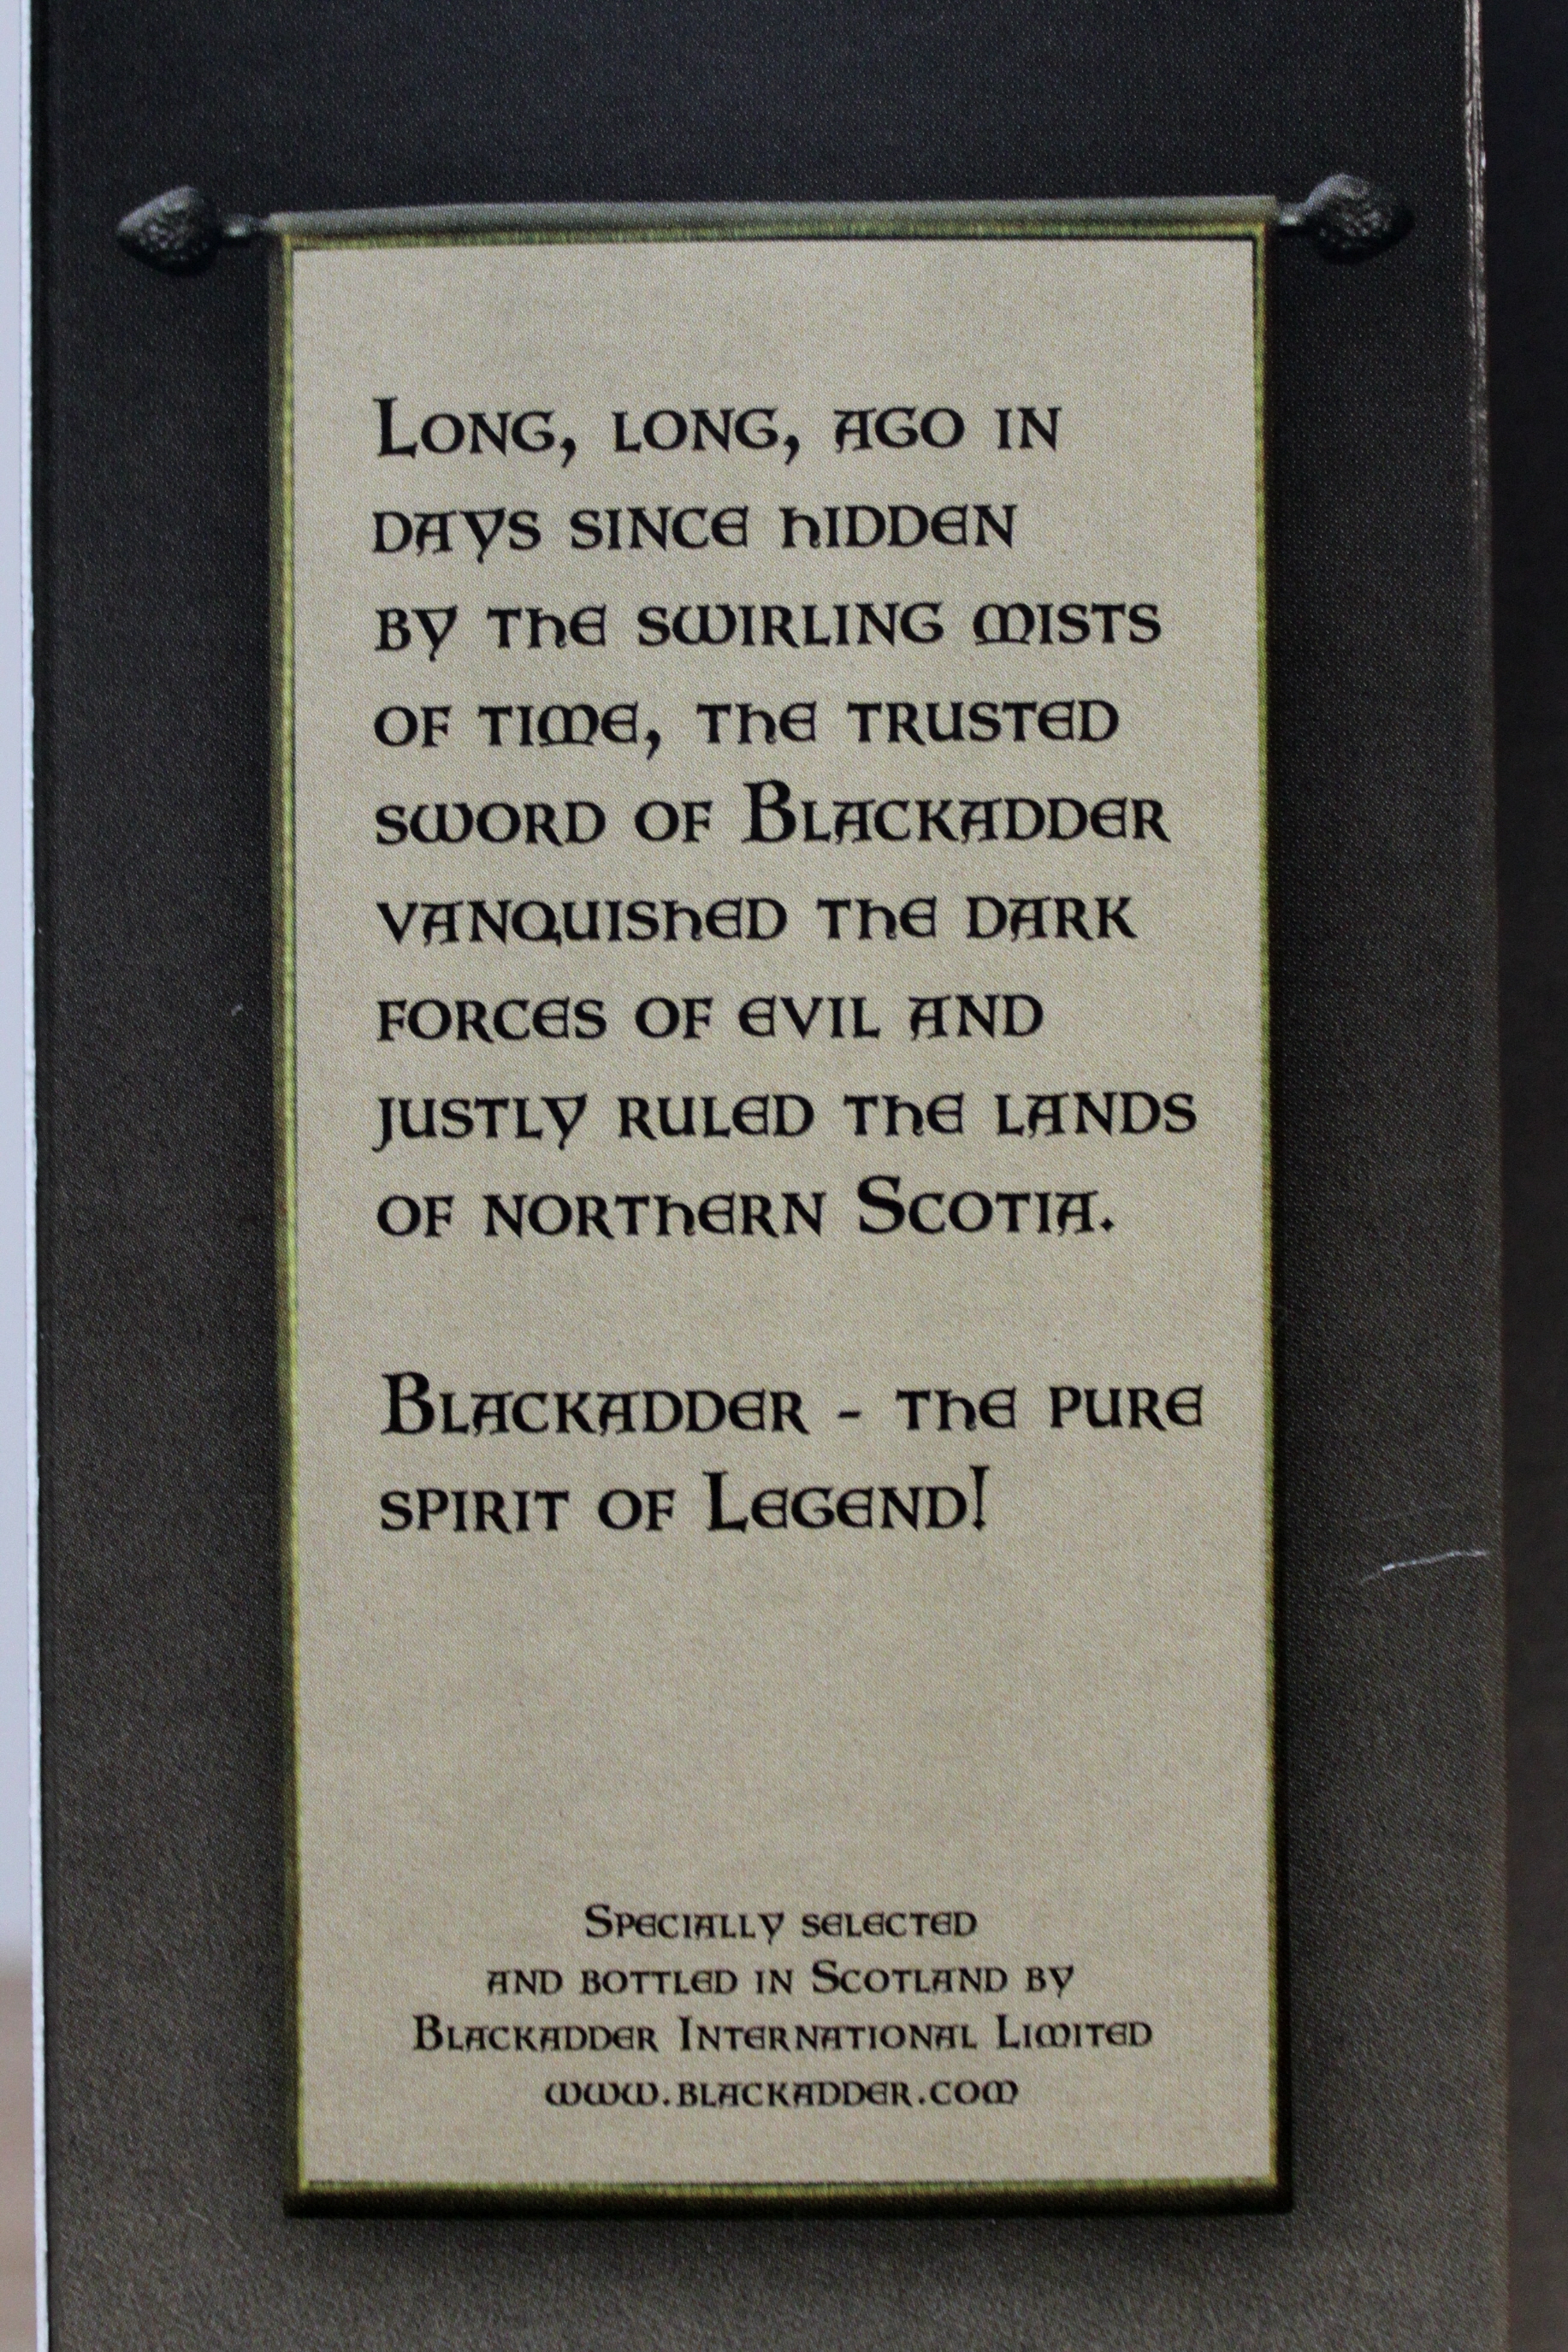 Long, long, ago in
days since hidden
by the swirling mists
of time, the trusted
sword of Blackadder
vanquished the dark
forces of evil and
justly ruled the lands
of northern Scotia.
Blackadder - the pure
spirit of Legend!
Specially selected
and bottled in Scotland by
Blackadder International Limited
www.blackadder.com